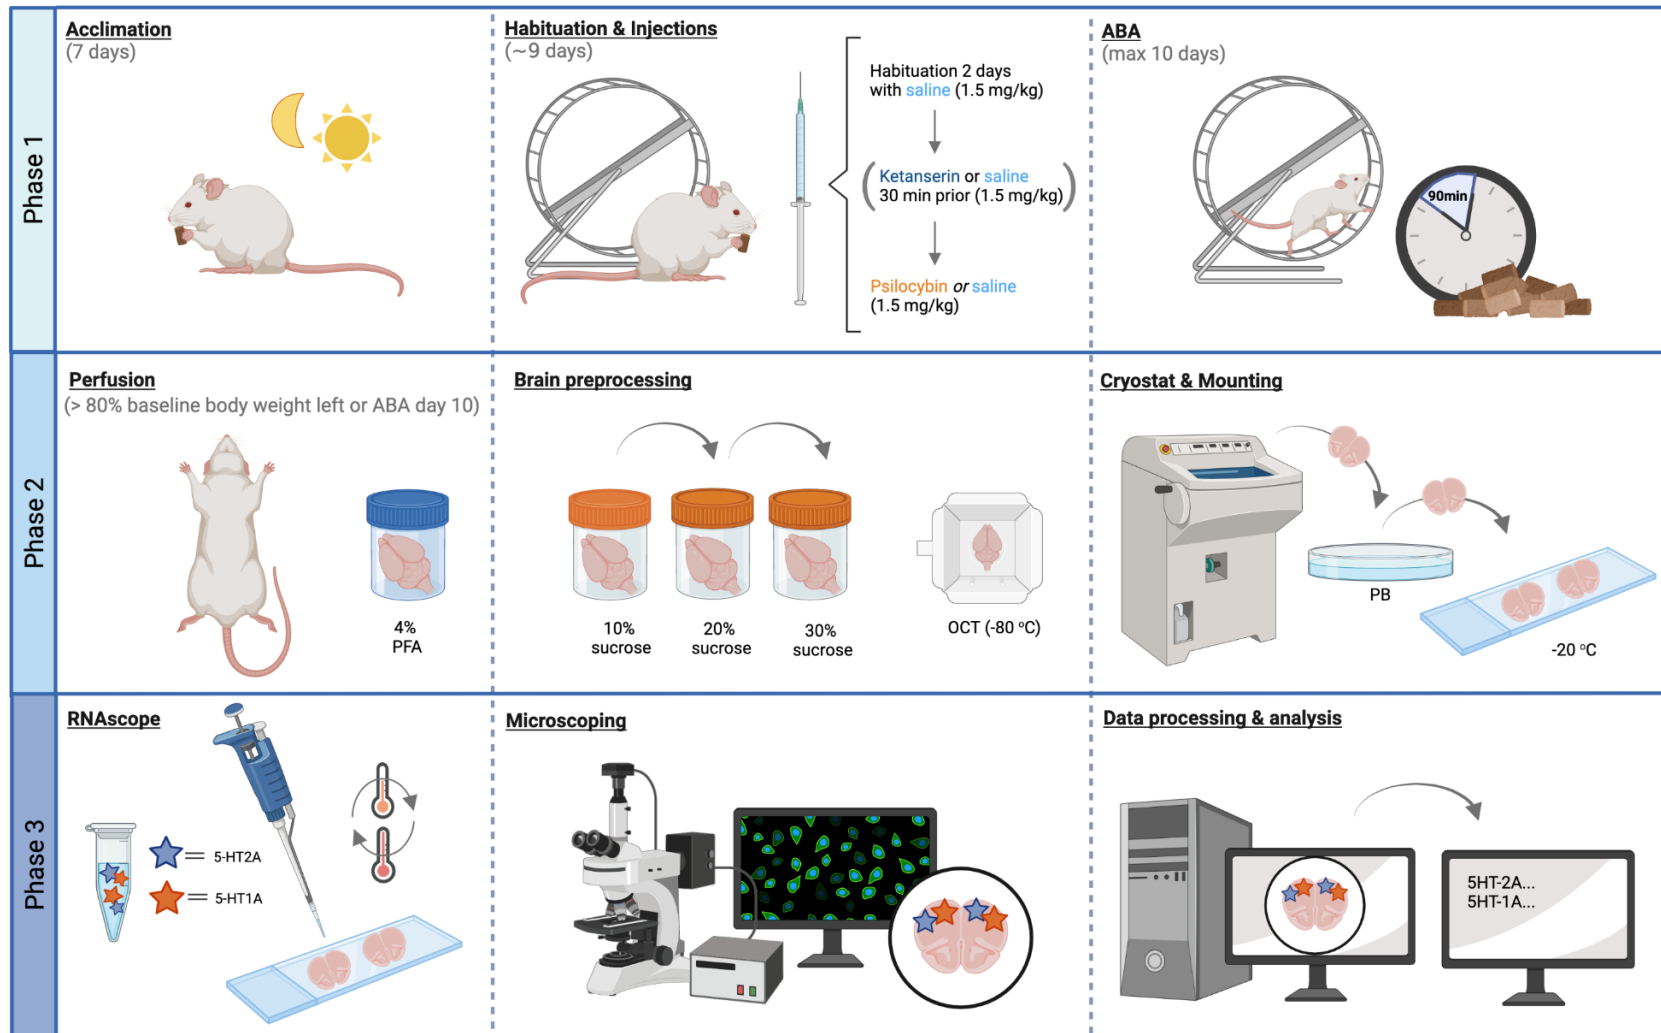 Phase 1
Acclimation
(7 days)
Habituation & Injections
(~9 days)
Habituation 2 days
with saline (1.5 mg/kg)
Ketanserin or saline
30 min prior (1.5 mg/kg)
Psilocybin or saline
(1.5 mg/kg)
ABA
(max 10 days)
90min
Phase 2
Perfusion
(> 80% baseline body weight left or ABA day 10)
4%
PFA
Brain preprocessing
10%
sucrose
20%
sucrose
30%
sucrose
OCT (-80 °C)
Cryostat & Mounting
PB
-20 °C
Phase 3
RNAscope
= 5-HT2A
= 5-HT1A
Microscoping
Data processing & analysis
5HT-2A...
5HT-1A...